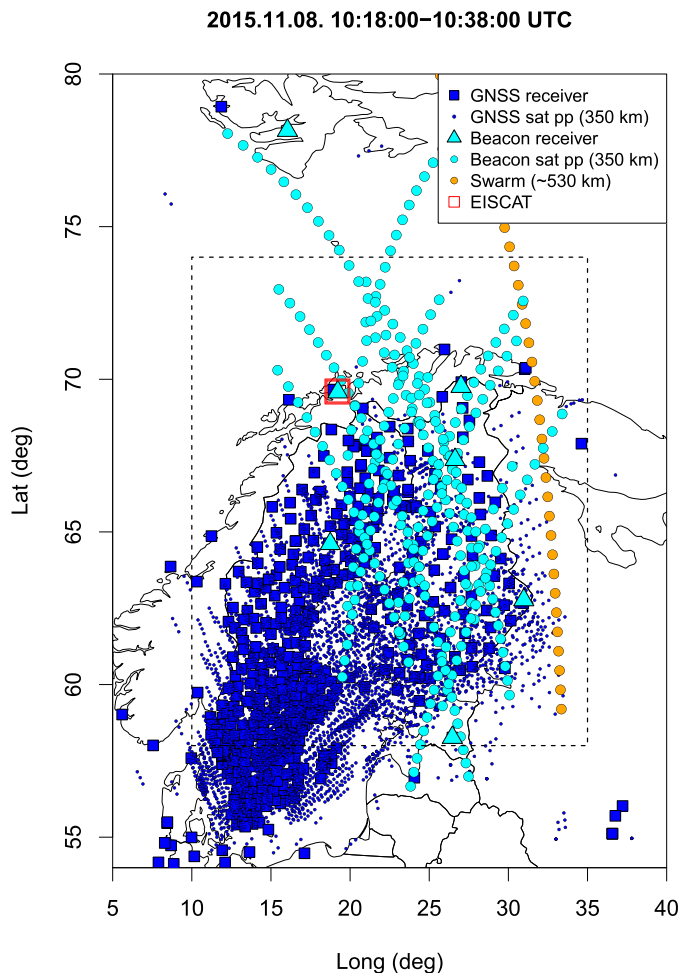 2015.11.08. 10:18:00−10:38:00 UTC
GNSS receiver
GNSS sat pp (350 km)
Beacon receiver
Beacon sat pp (350 km)
Swarm (~530 km)
EISCAT
80
75
70
65
60
55
Lat (deg)
5 10 15 20 25 30 35 40
Long (deg)